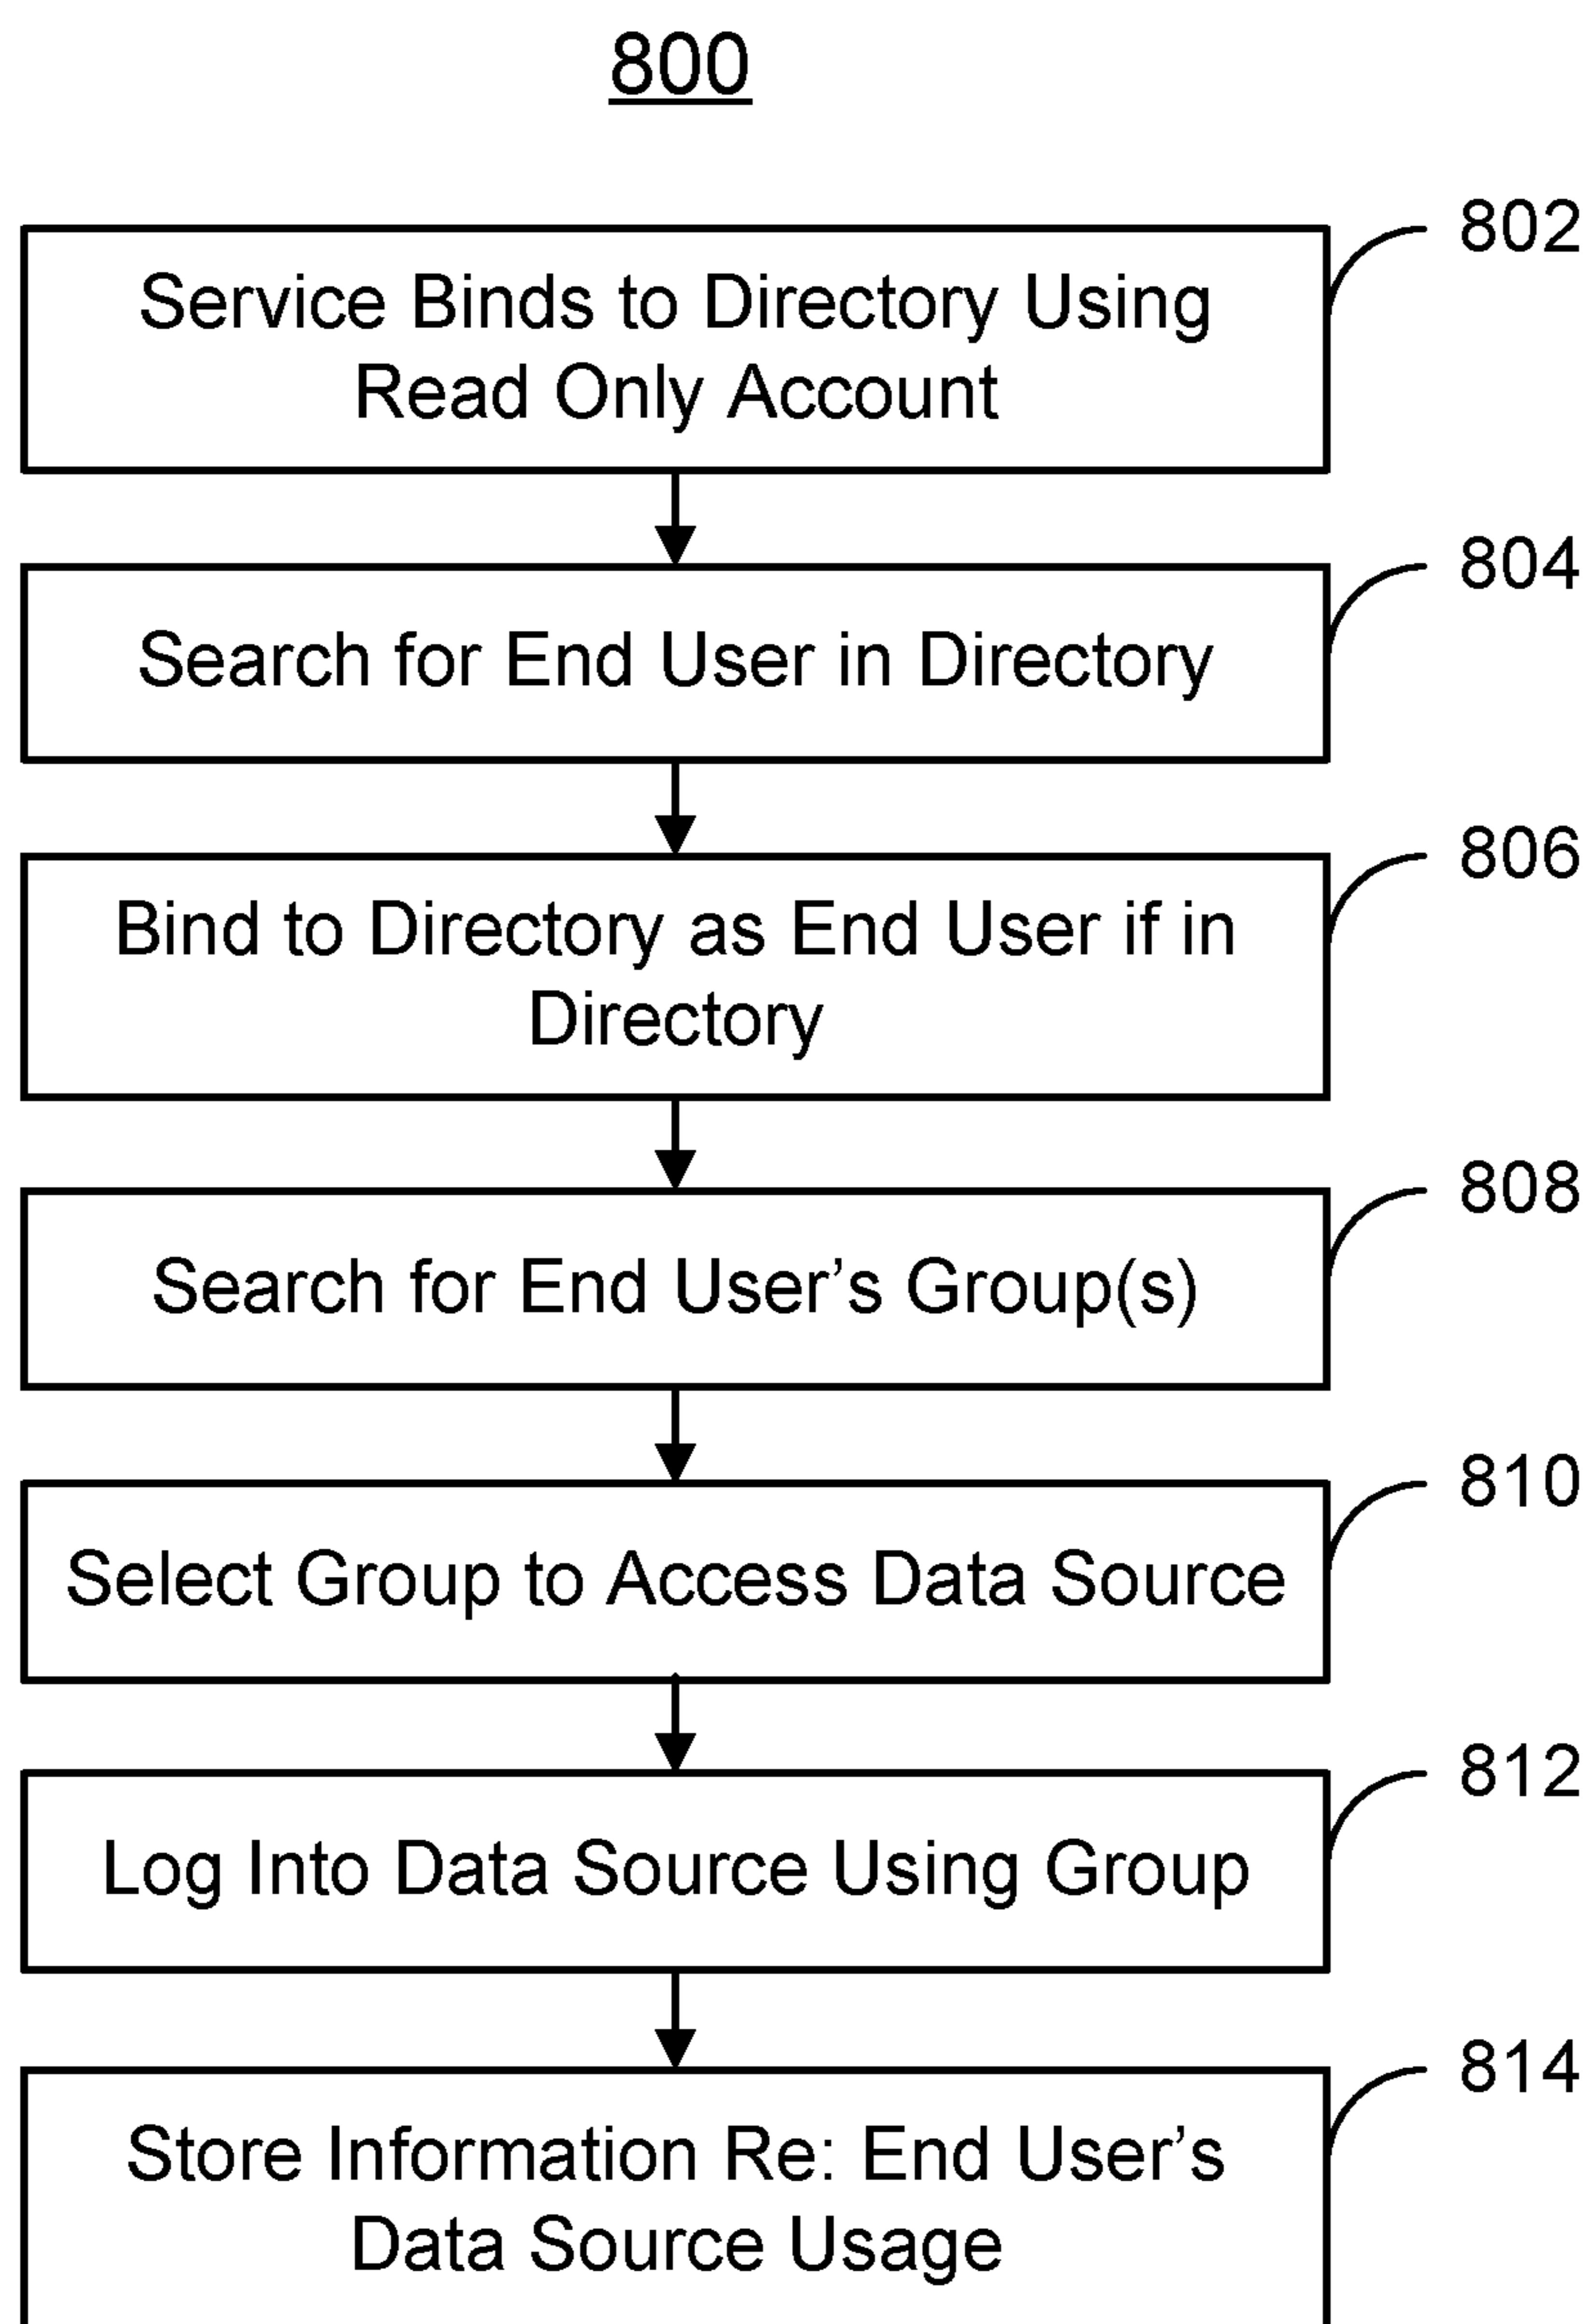 800
802
Service Binds to Directory Using
Read Only Account
804
Search for End User in Directory
806
Bind to Directory as End User if in
Directory
808
Search for End User’s Group(s)
810
Select Group to Access Data Source
812
Log Into Data Source Using Group
814
Store Information Re: End User’s
Data Source Usage